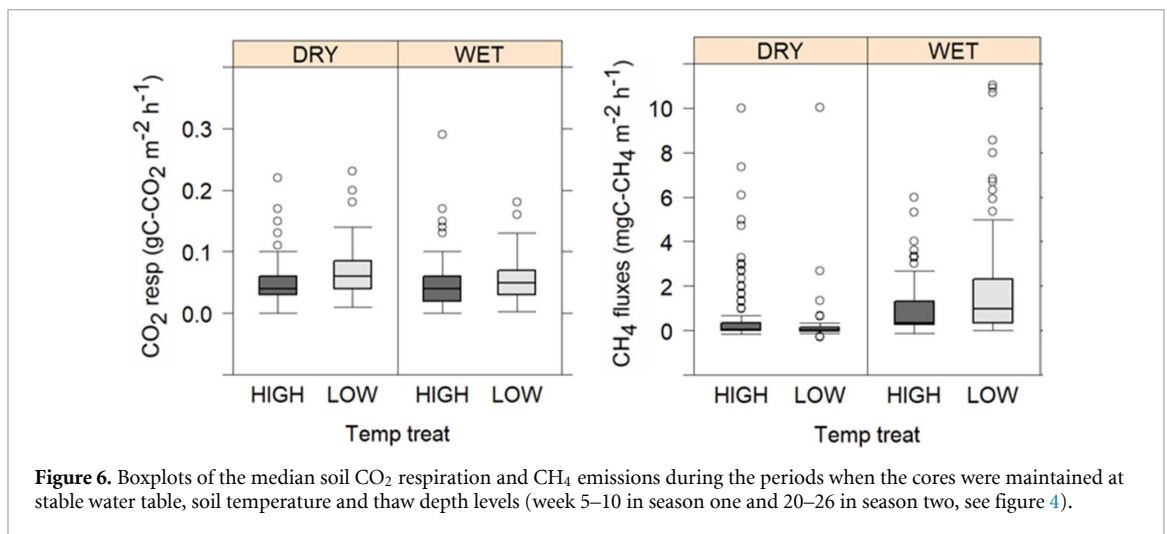 DRY WET
CO2 resp (gC-CO2 m-2 h-1)
0.3
0.2
0.1
0.0
HIGH LOW HIGH LOW
Temp treat
DRY WET
CH4 fluxes (mgC-CH4 m-2 h-1)
10
8
6
4
2
0
HIGH LOW HIGH LOW
Temp treat
Figure 6. Boxplots of the median soil CO2 respiration and CH4 emissions during the periods when the cores were maintained at
stable water table, soil temperature and thaw depth levels (week 5–10 in season one and 20–26 in season two, see figure 4).